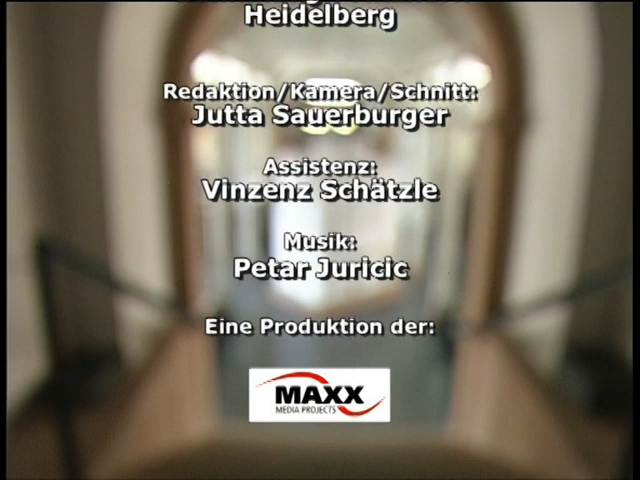 Heidelberg
Redaktion/Kamera/Schnitt:
Jutta Sauerburger
Assistenz:
Vinzenz Schätzle
Musik:
Petar Juricic
Eine Produktion der:
MAXX
MEDIA PROJECTS